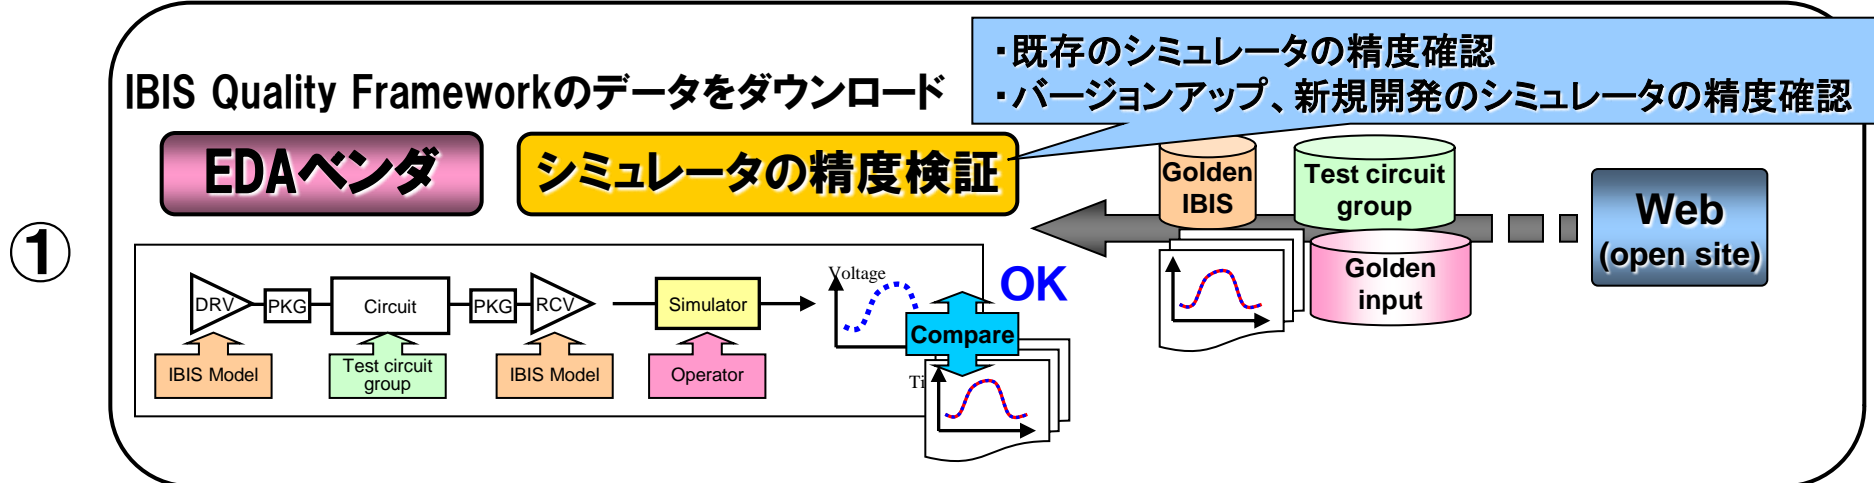 ・既存のシミュレータの精度確認
・バージョンアップ、新規開発のシミュレータの精度確認
IBIS Quality Frameworkのデータをダウンロード
EDAベンダ
シミュレータの精度検証
①
Golden
IBIS
Test circuit
group
Golden
input
Web
(open site)
DRV
PKG
Circuit
PKG
RCV
Simulator
Voltage
OK
Compare
Ti
IBIS Model
Test circuit
group
IBIS Model
Operator